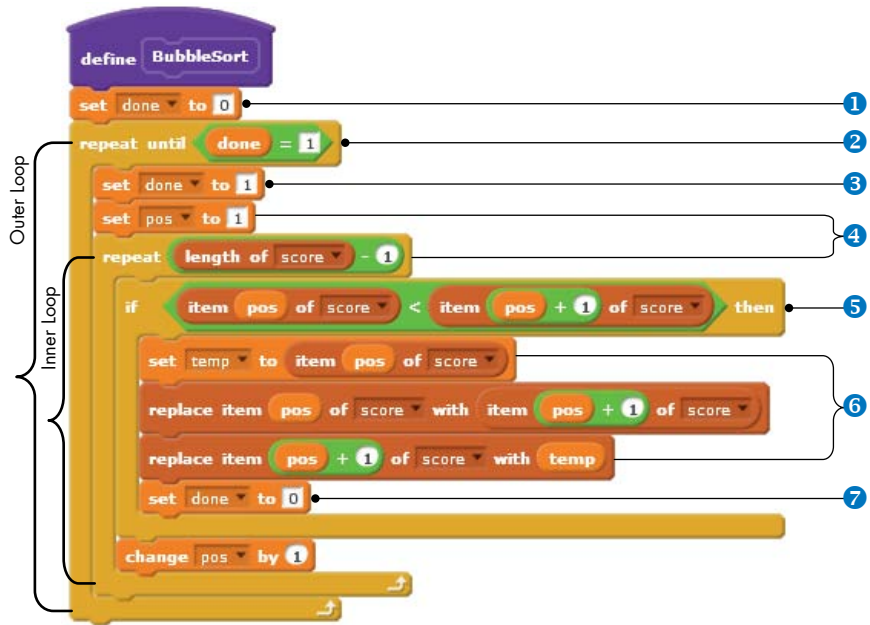 define BubbleSort
set done to 0
1
repeat until done = 1
2
set done to 1
3
set pos to 1
4
repeat length of score - 1
if item pos of score < item pos + 1 of score then
5
set temp to item pos of score
replace item pos of score with item pos + 1 of score
6
replace item pos + 1 of score with temp
set done to 0
7
change pos by 1
Outer Loop
Inner Loop